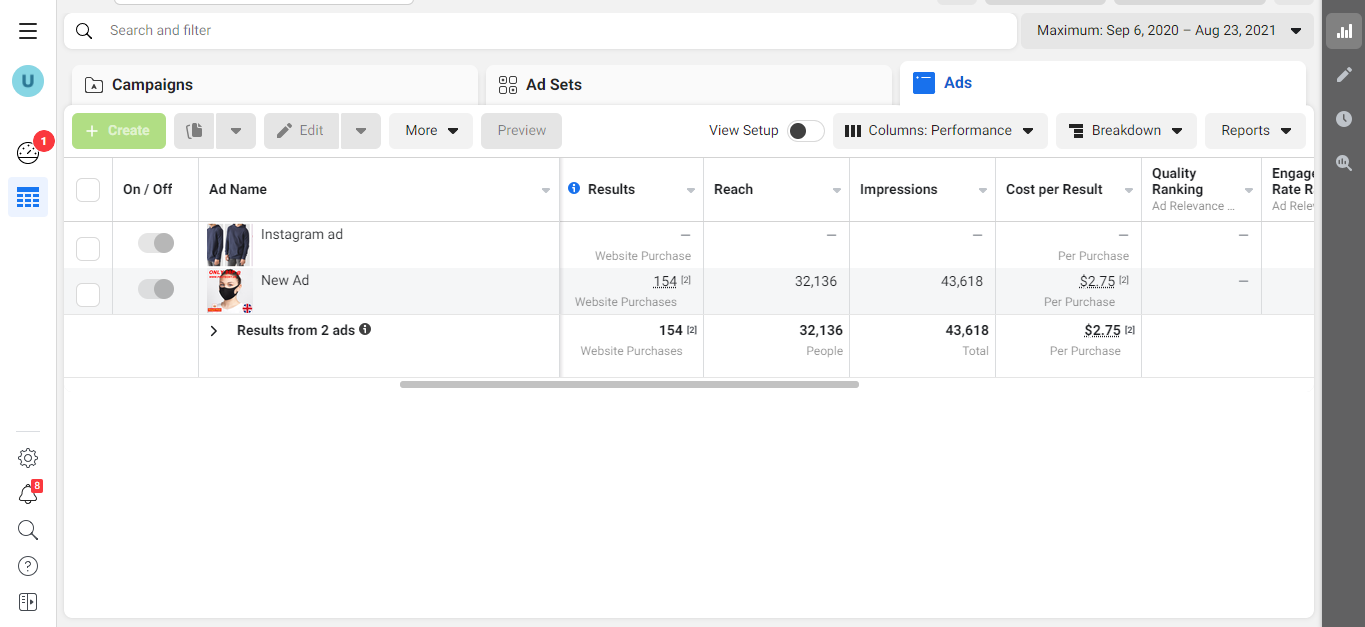 Search and filter
Maximum: Sep 6, 2020 – Aug 23, 2021
U
Campaigns
Ad Sets
Ads
+ Create
Edit
More
Preview
View Setup
Columns: Performance
Breakdown
Reports
1
On / Off
Ad Name
Results
Reach
Impressions
Cost per Result
Quality
Ranking
Ad Relevance ...
Engage
Rate R
Ad Rele
Instagram ad
—
—
—
—
—
Website Purchase
Per Purchase
New Ad
154 [2]
32,136
43,618
$2.75 [2]
—
Website Purchases
Per Purchase
Results from 2 ads
154 [2]
32,136
43,618
$2.75 [2]
Website Purchases
People
Total
Per Purchase
8